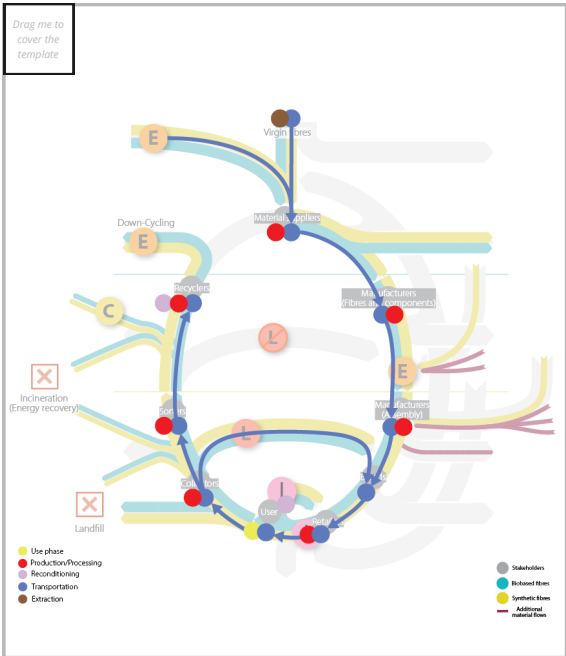 Drag me to
cover the
template
E
Virgin fibres
Down-Cycling
E
Material suppliers
Recyclers
Manufacturers
(Fibres and components)
C
L
E
Incineration
(Energy recovery)
Sorters
Manufacturers
(Assembly)
L
Collectors
I
User
Landfill
Use phase
Production/Processing
Reconditioning
Transportation
Extraction
Stakeholders
Biobased fibres
Synthetic fibres
Additional
material flows